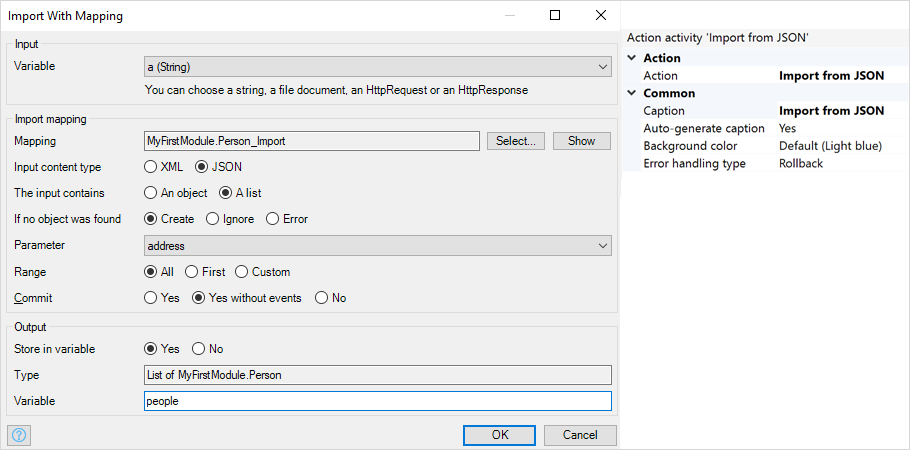 Import With Mapping
Input
Variable
a (String)
You can choose a string, a file document, an HttpRequest or an HttpResponse
Import mapping
Mapping
MyFirstModule.Person_Import
Select...
Show
Input content type
XML
JSON
The input contains
An object
A list
If no object was found
Create
Ignore
Error
Parameter
address
Range
All
First
Custom
Commit
Yes
Yes without events
No
Output
Store in variable
Yes
No
Type
List of MyFirstModule.Person
Variable
people
?
OK
Cancel
Action activity 'Import from JSON'
Action
Action
Import from JSON
Common
Caption
Import from JSON
Auto-generate caption
Yes
Background color
Default (Light blue)
Error handling type
Rollback